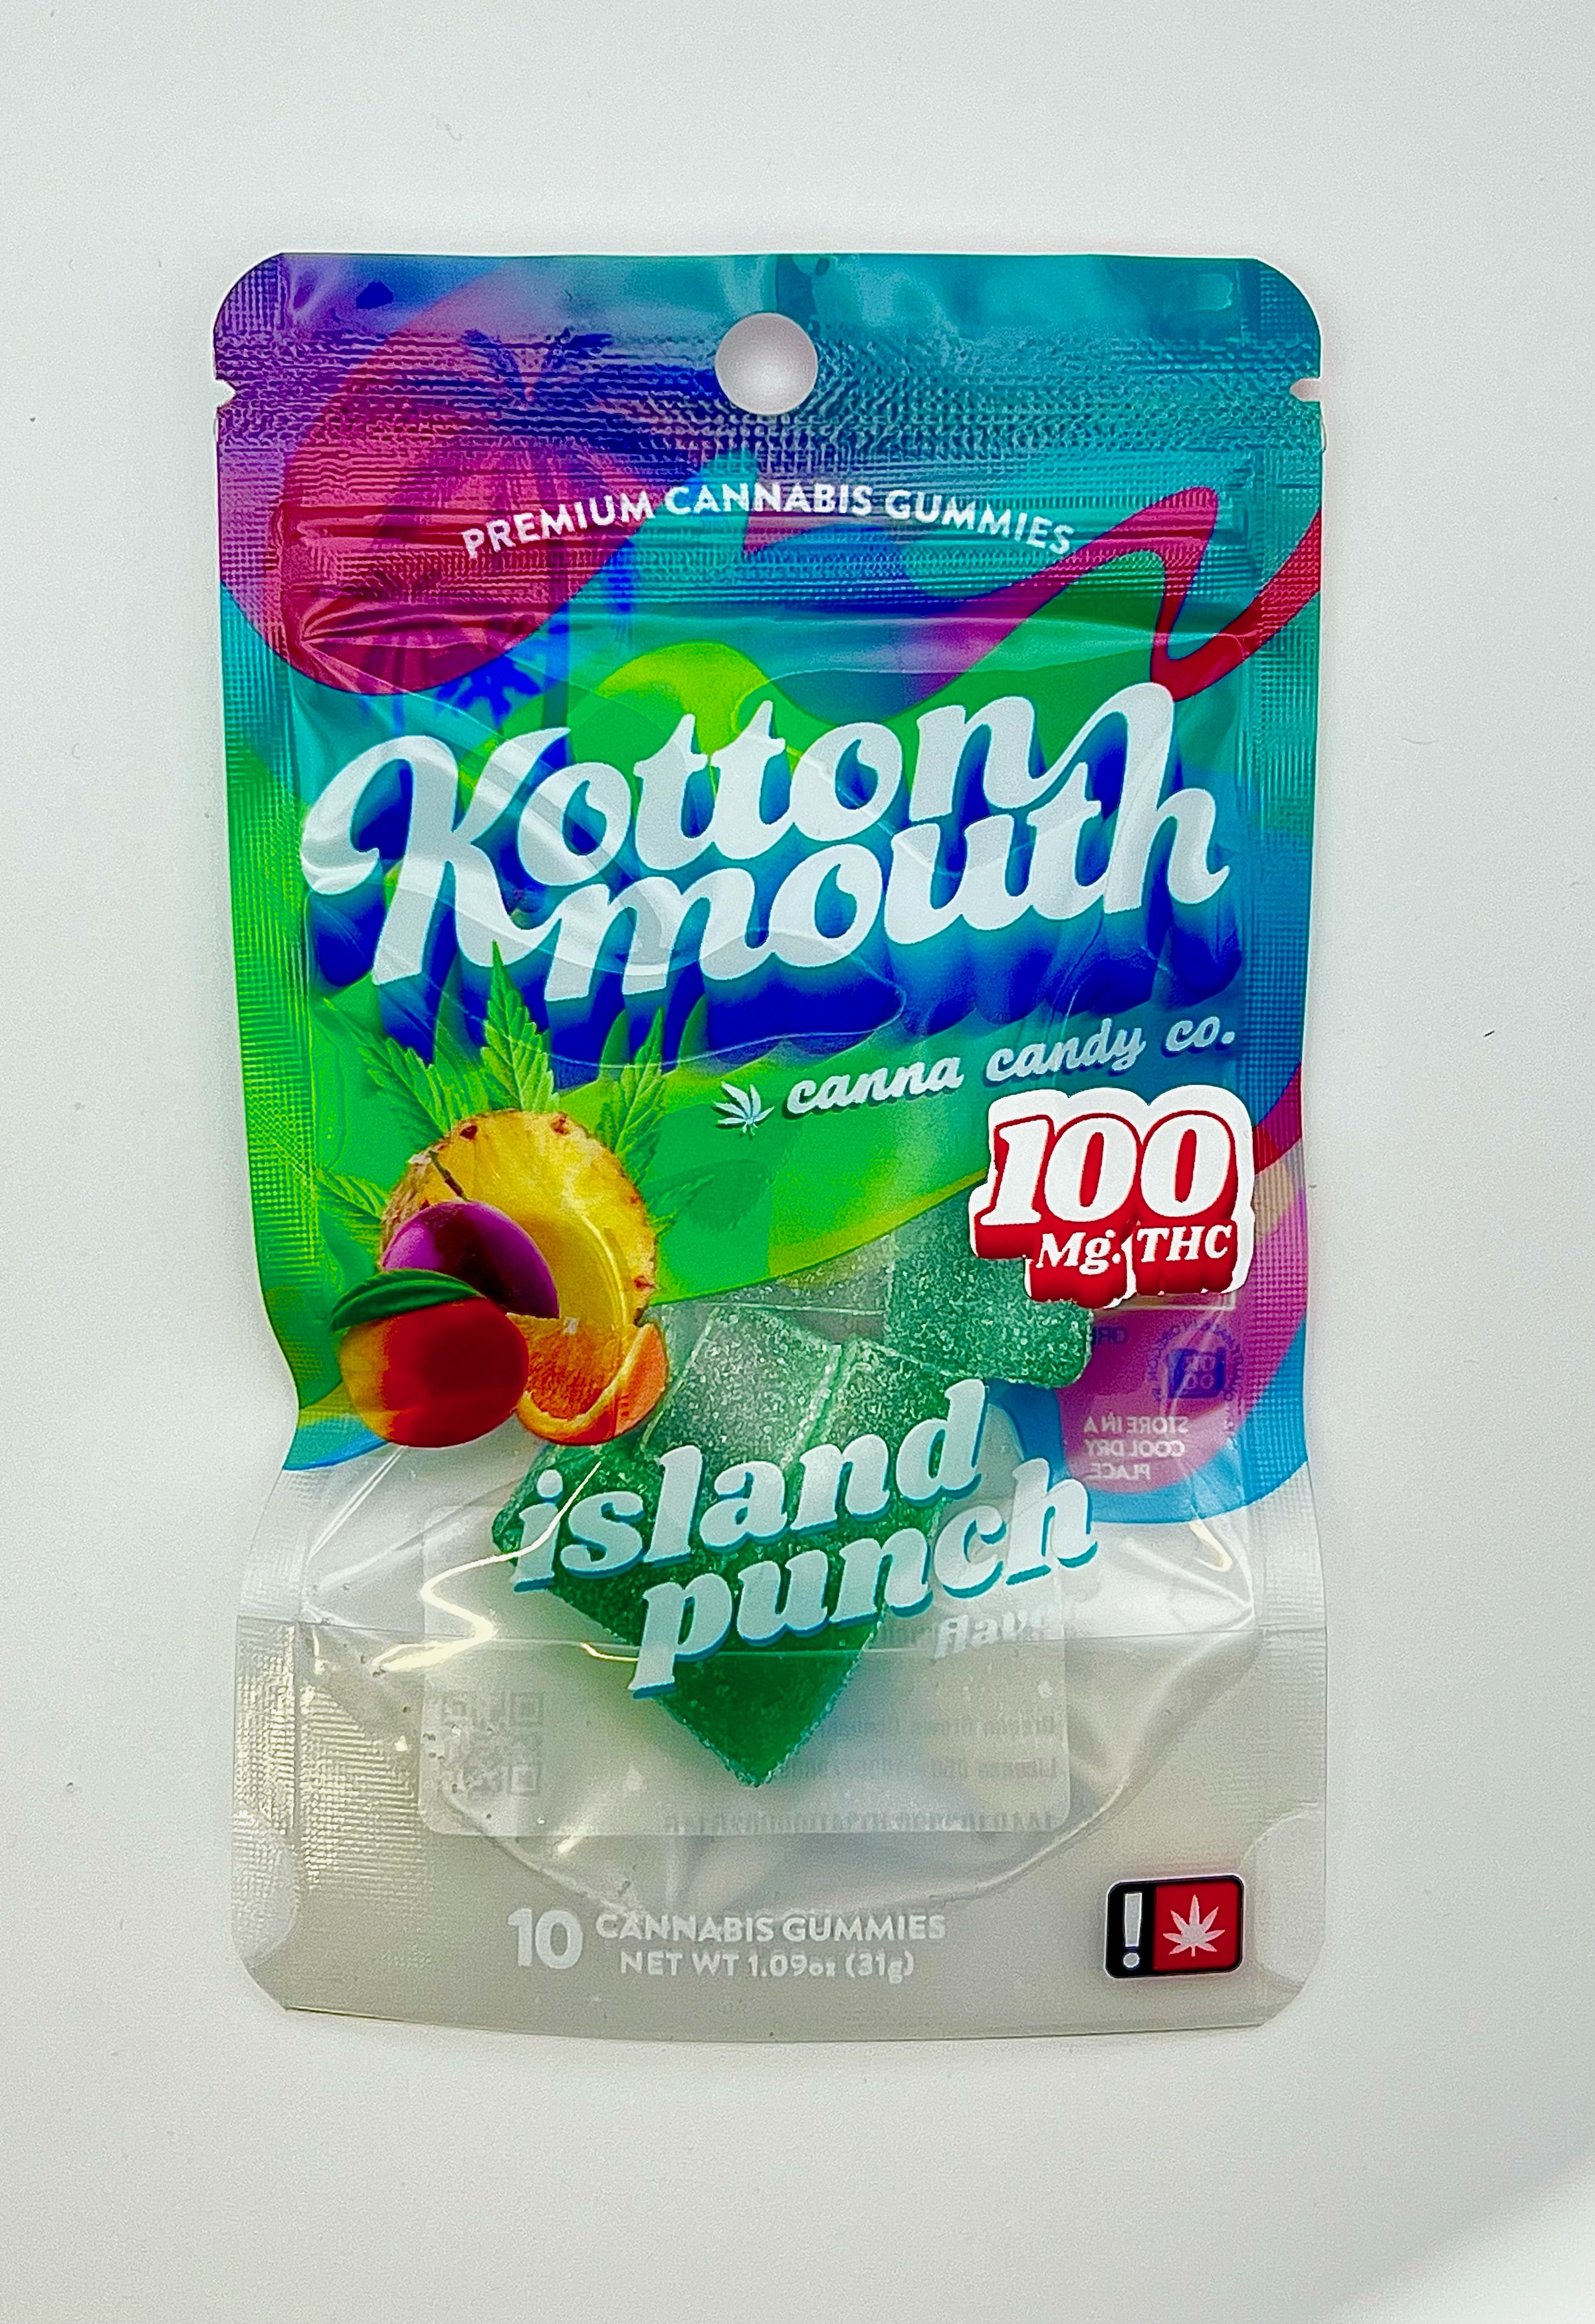 PREMIUM CANNABIS GUMMIES
Kotton
mouth
canna candy co.
100
Mg. THC
STORE IN A
COOL DRY
PLACE
island
punch
flavor
10 CANNABIS GUMMIES
NET WT 1.09oz (31g)
!